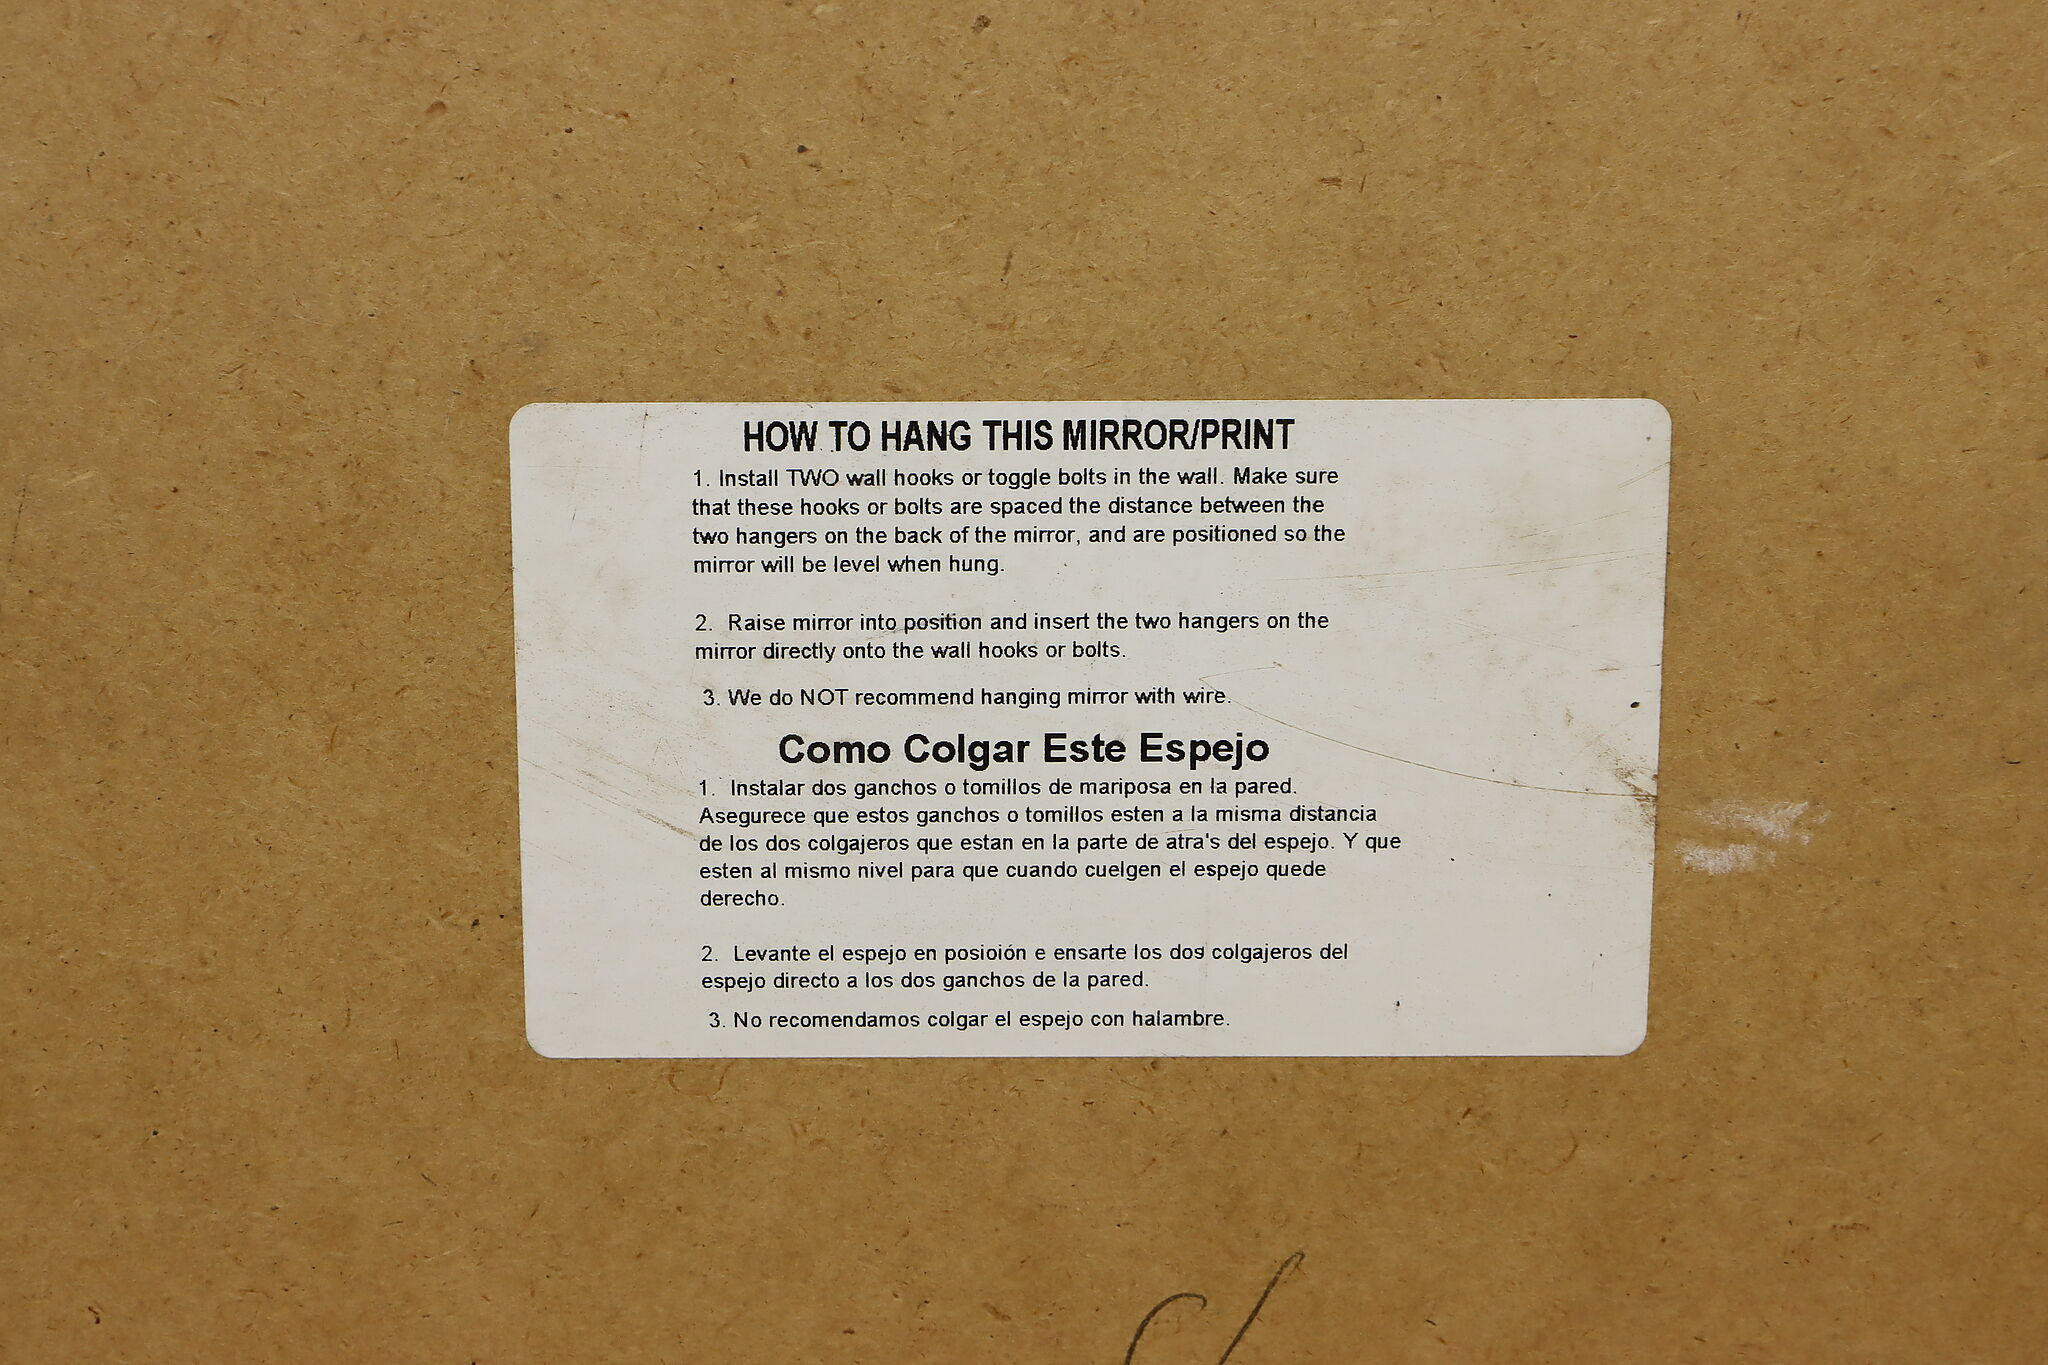 HOW TO HANG THIS MIRROR/PRINT
1. Install TWO wall hooks or toggle bolts in the wall. Make sure
that these hooks or bolts are spaced the distance between the
two hangers on the back of the mirror, and are positioned so the
mirror will be level when hung.
2. Raise mirror into position and insert the two hangers on the
mirror directly onto the wall hooks or bolts.
3. We do NOT recommend hanging mirror with wire.
Como Colgar Este Espejo
1. Instalar dos ganchos o tornillos de mariposa en la pared.
Asegurece que estos ganchos o tornillos esten a la misma distancia
de los dos colgajeros que estan en la parte de atra's del espejo. Y que
esten al mismo nivel para que cuando cuelgen el espejo quede
derecho.
2. Levante el espejo en posioión e ensarte los dos colgajeros del
espejo directo a los dos ganchos de la pared.
3. No recomendamos colgar el espejo con halambre.